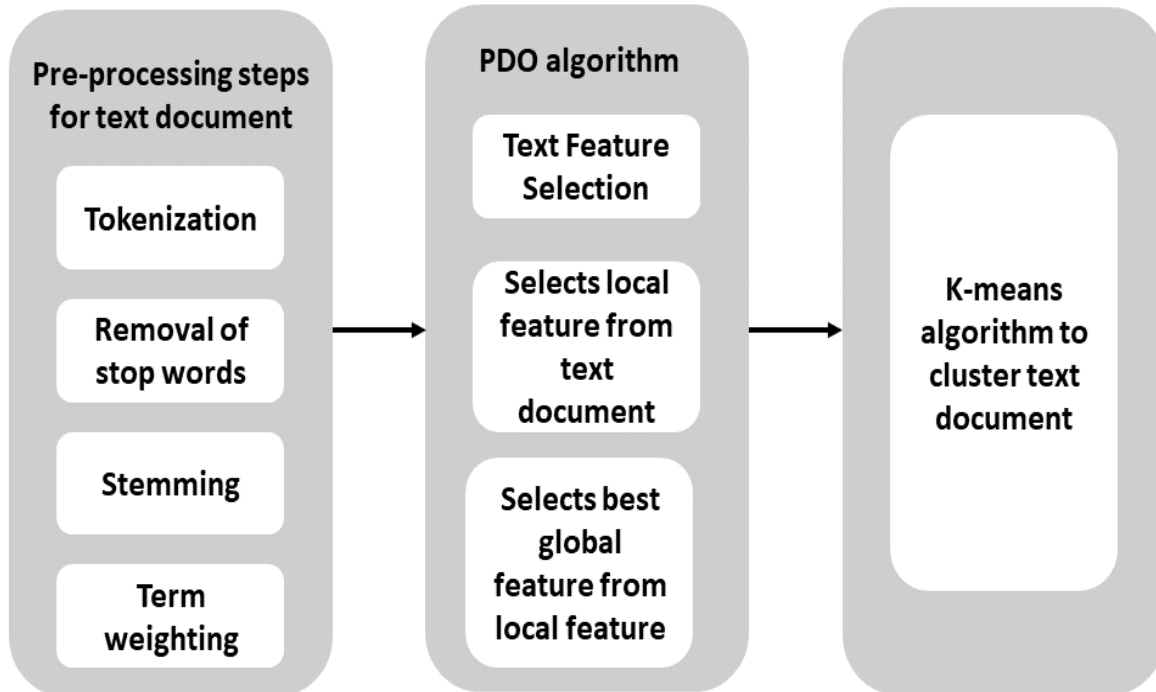 Pre-processing steps
for text document
Tokenization
Removal of
stop words
Stemming
Term
weighting
PDO algorithm
Text Feature
Selection
Selects local
feature from
text
document
Selects best
global
feature from
local feature
K-means
algorithm to
cluster text
document